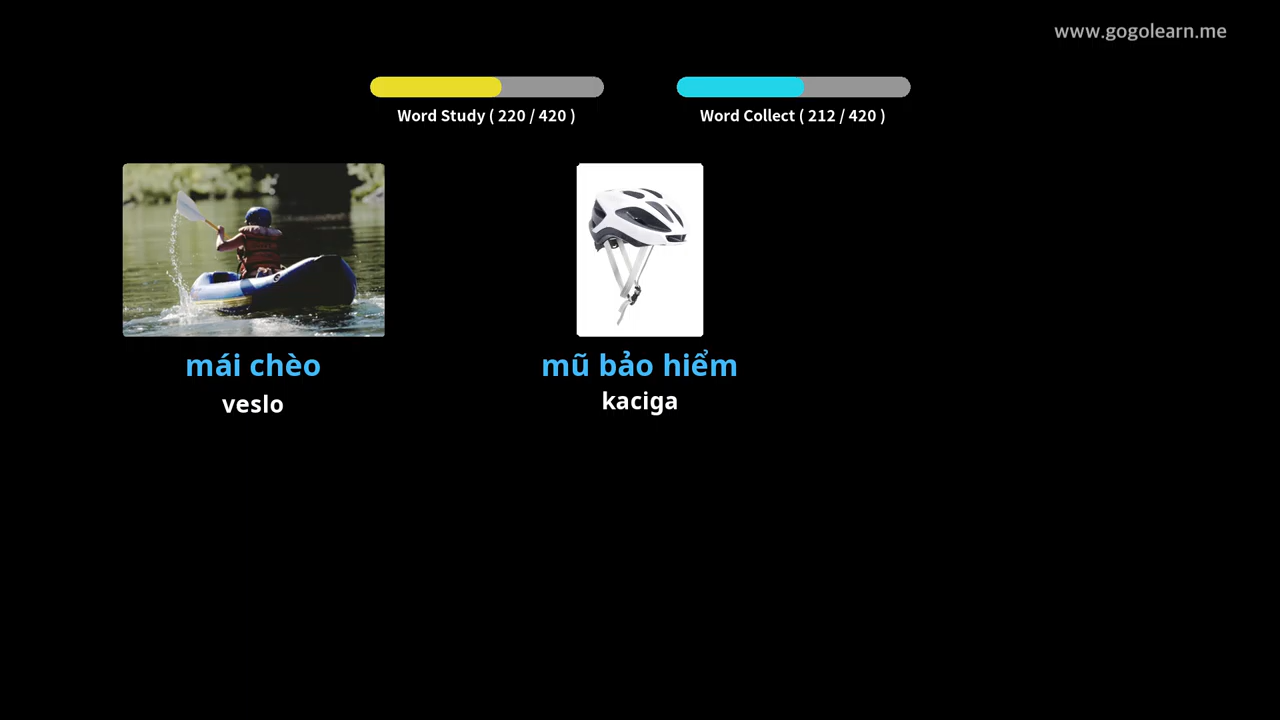 www.gogolearn.me
Word Study ( 220 / 420 )
Word Collect ( 212 / 420 )
mái chèo
veslo
mũ bảo hiểm
kaciga